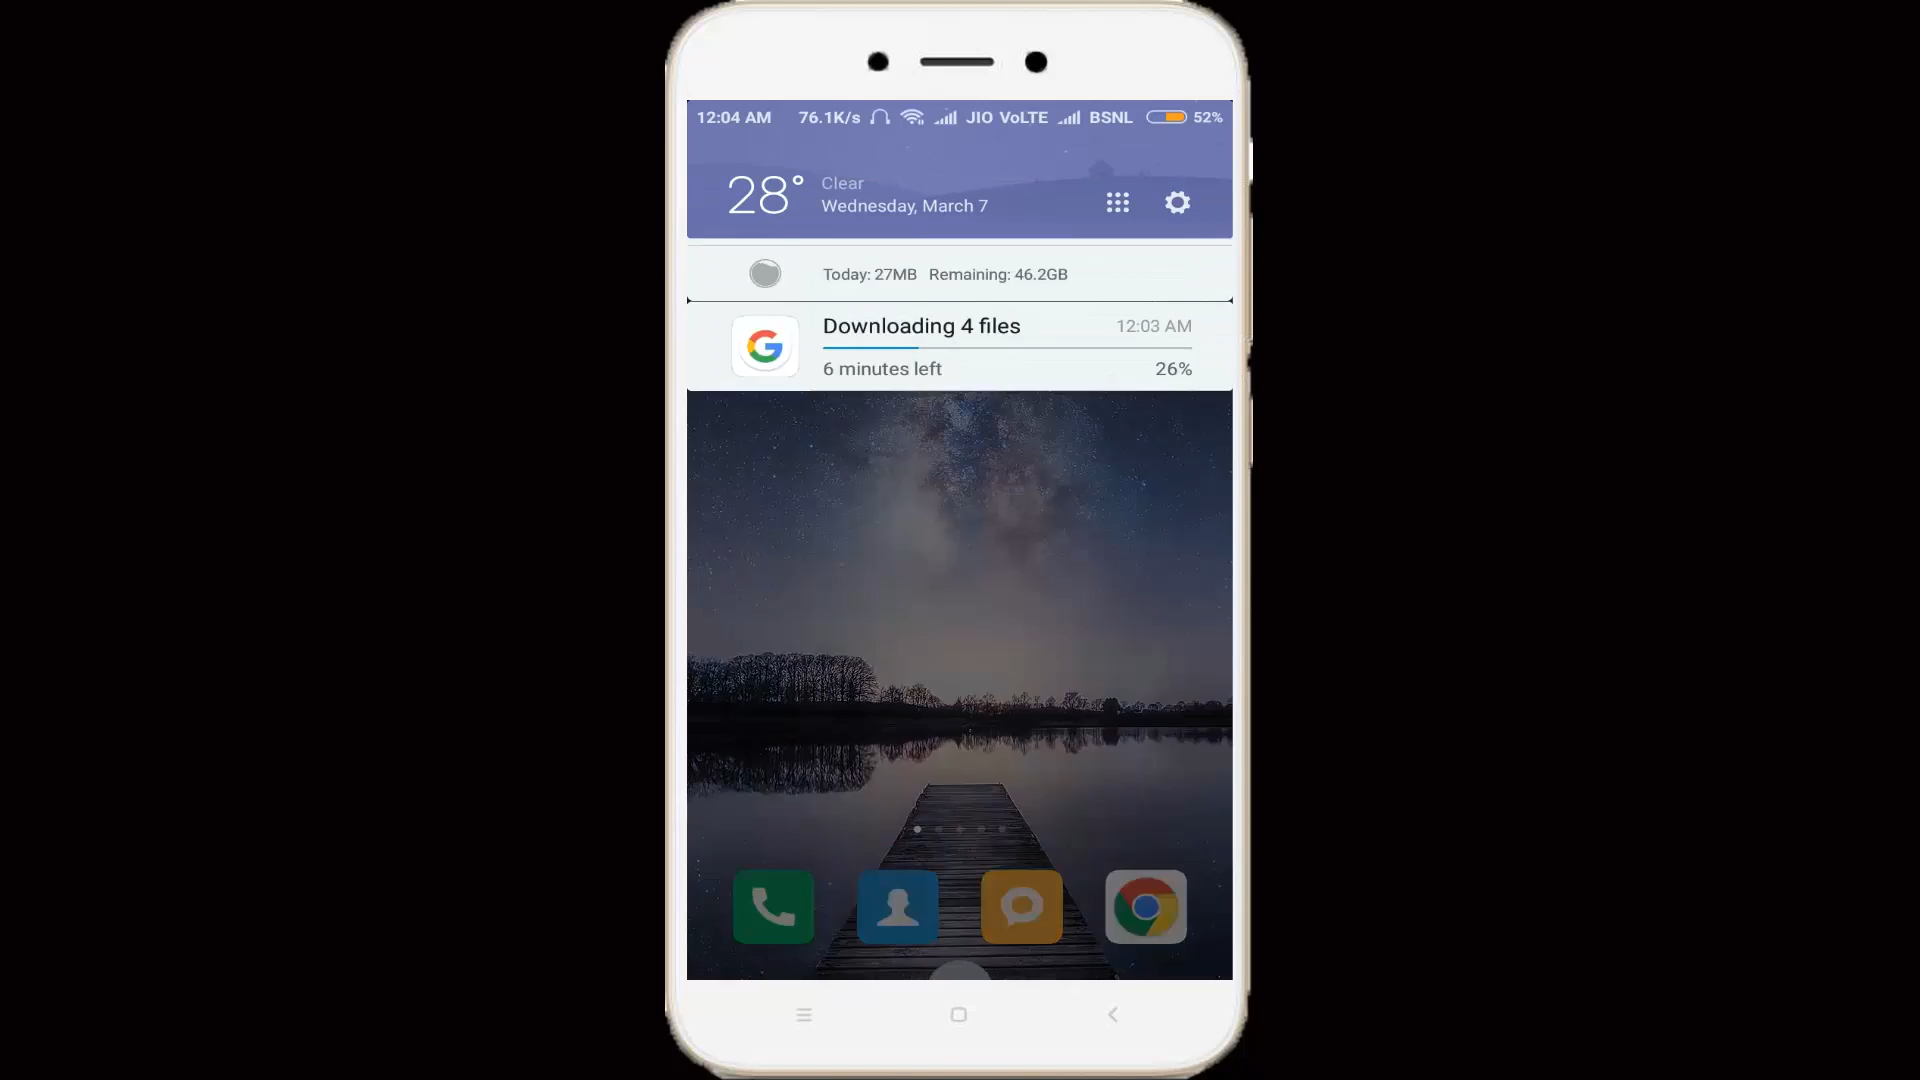 12:04 AM 76.1K/s JIO VoLTE BSNL 52%
28° Clear
Wednesday, March 7
Today: 27MB Remaining: 46.2GB
Downloading 4 files 12:03 AM
6 minutes left 26%